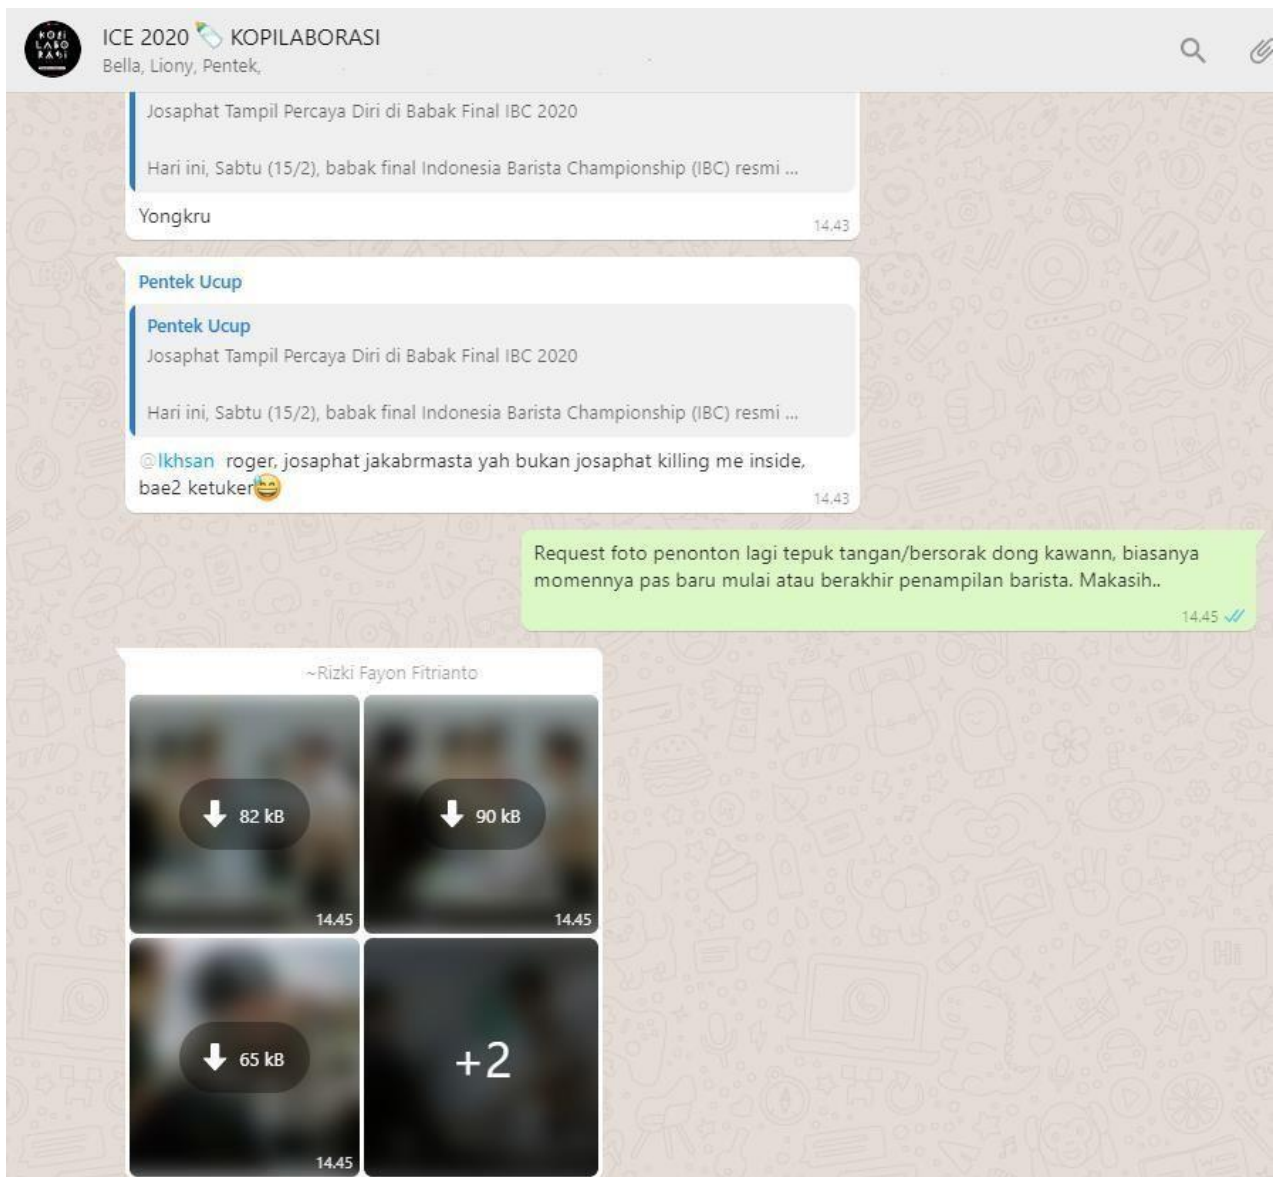 KOPI
LABO
RASI
ICE 2020 🍼 KOPILABORASI
Bella, Liony, Pentek,
Josaphat Tampil Percaya Diri di Babak Final IBC 2020
Hari ini, Sabtu (15/2), babak final Indonesia Barista Championship (IBC) resmi ...
Yongkru
14.43
Pentek Ucup
Pentek Ucup
Josaphat Tampil Percaya Diri di Babak Final IBC 2020
Hari ini, Sabtu (15/2), babak final Indonesia Barista Championship (IBC) resmi ...
@Ikhsan roger, josaphat jakabrmasta yah bukan josaphat killing me inside,
bae2 ketuker😅
14.43
Request foto penonton lagi tepuk tangan/bersorak dong kawann, biasanya
momennya pas baru mulai atau berakhir penampilan barista. Makasih..
14.45
~Rizki Fayon Fitrianto
82 kB
90 kB
14.45
14.45
65 kB
+2
14.45